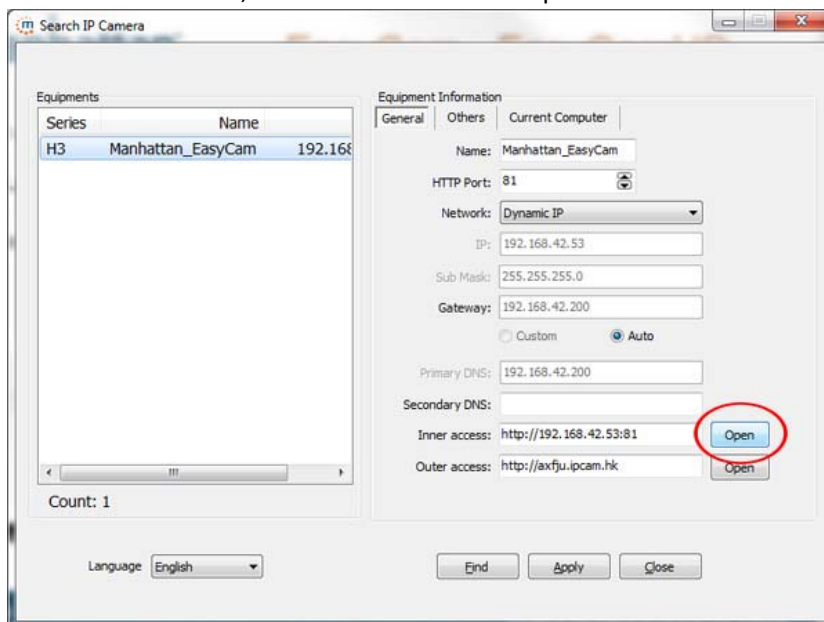 Search IP Camera
Equipments
Series Name
H3 Manhattan_EasyCam 192.168
Count: 1
Language English
Equipment Information
General Others Current Computer
Name: Manhattan_EasyCam
HTTP Port: 81
Network: Dynamic IP
IP: 192.168.42.53
Sub Mask: 255.255.255.0
Gateway: 192.168.42.200
Custom Auto
Primary DNS: 192.168.42.200
Secondary DNS:
Inner access: http://192.168.42.53:81 Open
Outer access: http://axfju.ipcam.hk Open
Find Apply Close